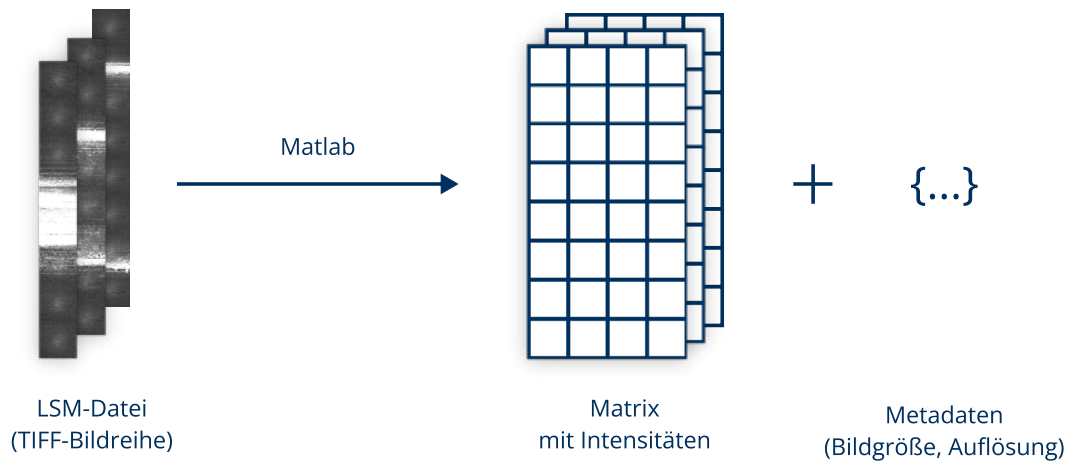 Matlab
+
{...}
LSM-Datei
(TIFF-Bildreihe)
Matrix
mit Intensitäten
Metadaten
(Bildgröße, Auflösung)